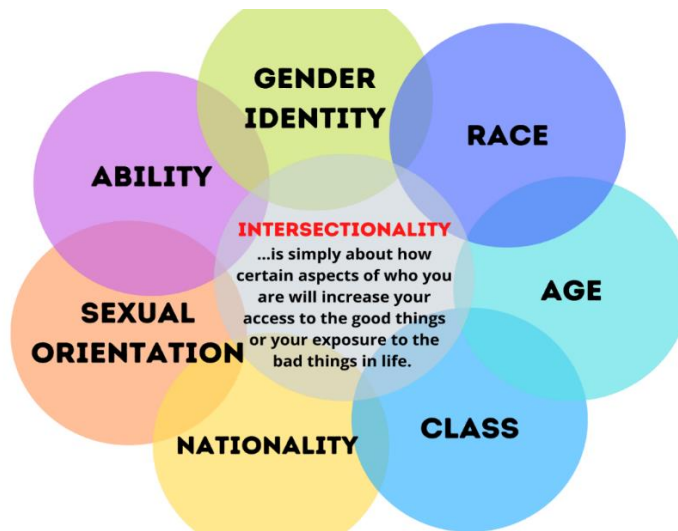 GENDER
IDENTITY
RACE
ABILITY
INTERSECTIONALITY
...is simply about how
certain aspects of who you
are will increase your
access to the good things
or your exposure to the
bad things in life.
AGE
SEXUAL
ORIENTATION
CLASS
NATIONALITY